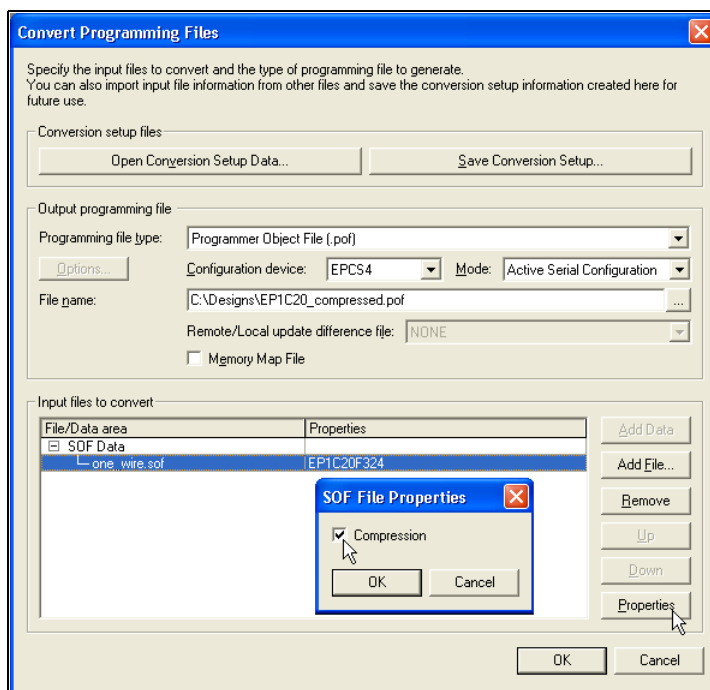 Convert Programming Files
Specify the input files to convert and the type of programming file to generate.
You can also import input file information from other files and save the conversion setup information created here for
future use.
Conversion setup files
Open Conversion Setup Data...
Save Conversion Setup...
Output programming file
Programming file type:
Programmer Object File (.pof)
Options...
Configuration device:
EPCS4
Mode:
Active Serial Configuration
File name:
C:\Designs\EP1C20_compressed.pof
...
Remote/Local update difference file:
NONE
Memory Map File
Input files to convert
File/Data area
Properties
SOF Data
one_wire.sof
EP1C20F324
Add Data
Add File...
Remove
Up
Down
Properties
SOF File Properties
Compression
OK
Cancel
OK
Cancel